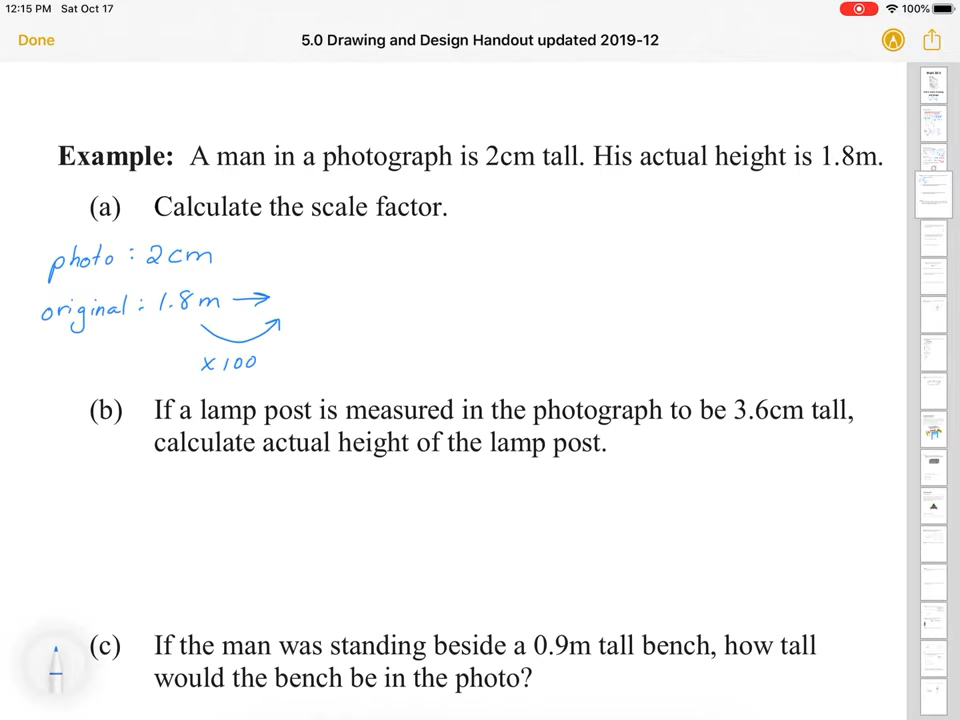 12:15 PM Sat Oct 17
100%
Done
5.0 Drawing and Design Handout updated 2019-12
Example: A man in a photograph is 2cm tall. His actual height is 1.8m.
(a) Calculate the scale factor.
photo : 2cm
original : 1.8m →
x100
(b) If a lamp post is measured in the photograph to be 3.6cm tall,
calculate actual height of the lamp post.
(c) If the man was standing beside a 0.9m tall bench, how tall
would the bench be in the photo?